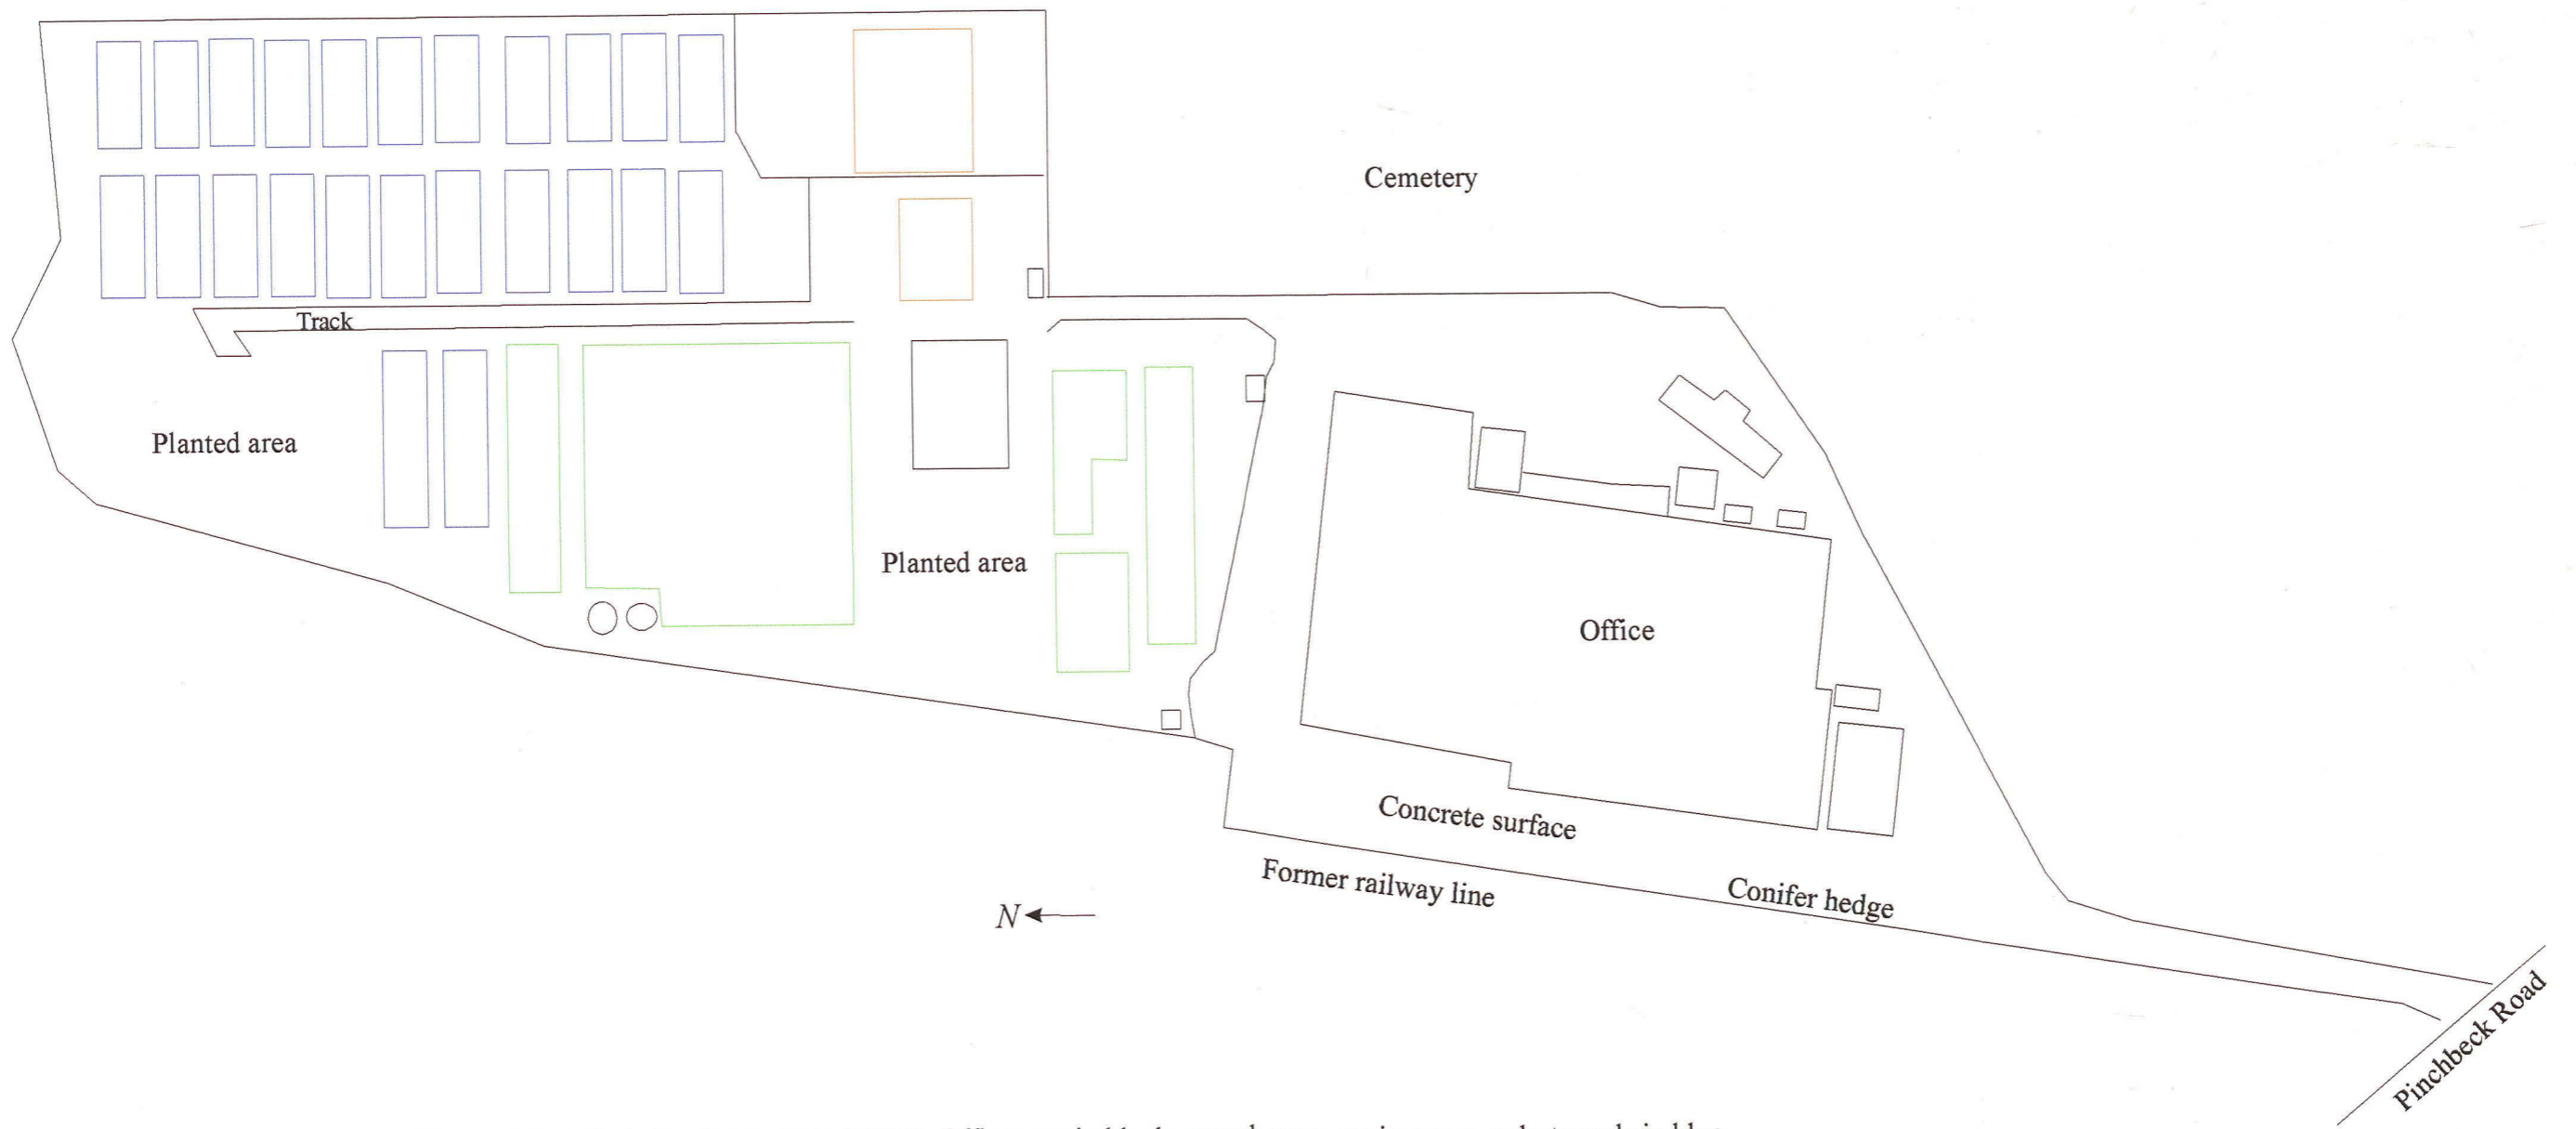 Cemetery
Track
Planted area
Planted area
Office
Concrete surface
Former railway line
Conifer hedge
N
Pinchbeck Road